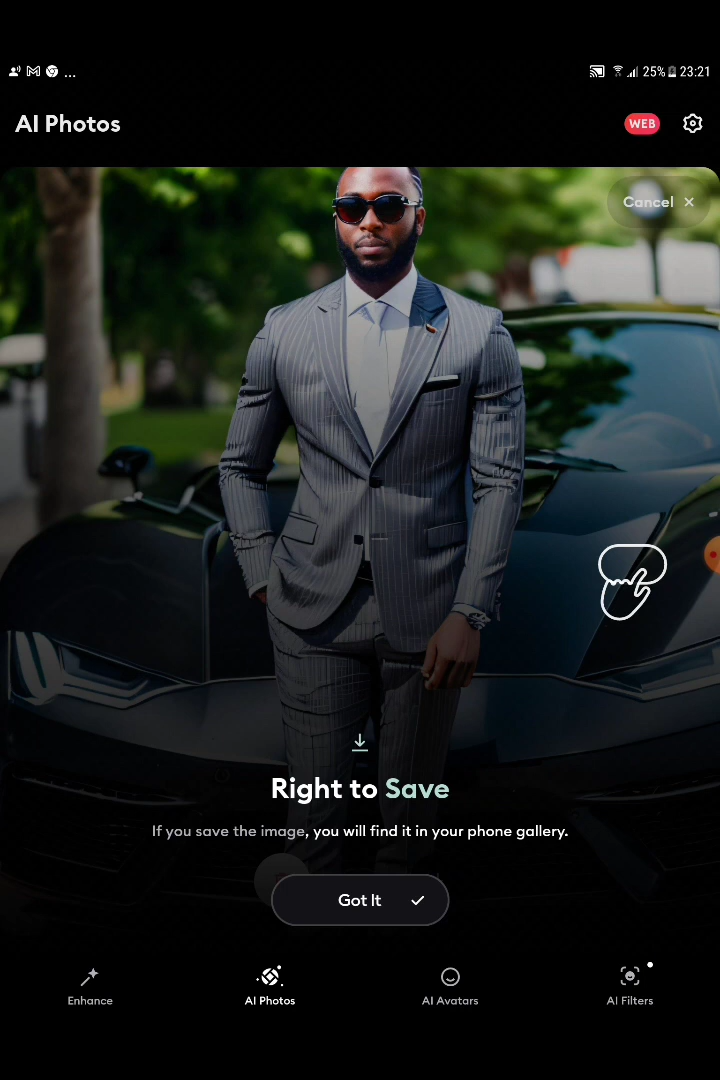 ... 25% 23:21
AI Photos WEB
Cancel
Right to Save
If you save the image, you will find it in your phone gallery.
Got It
Enhance AI Photos AI Avatars AI Filters